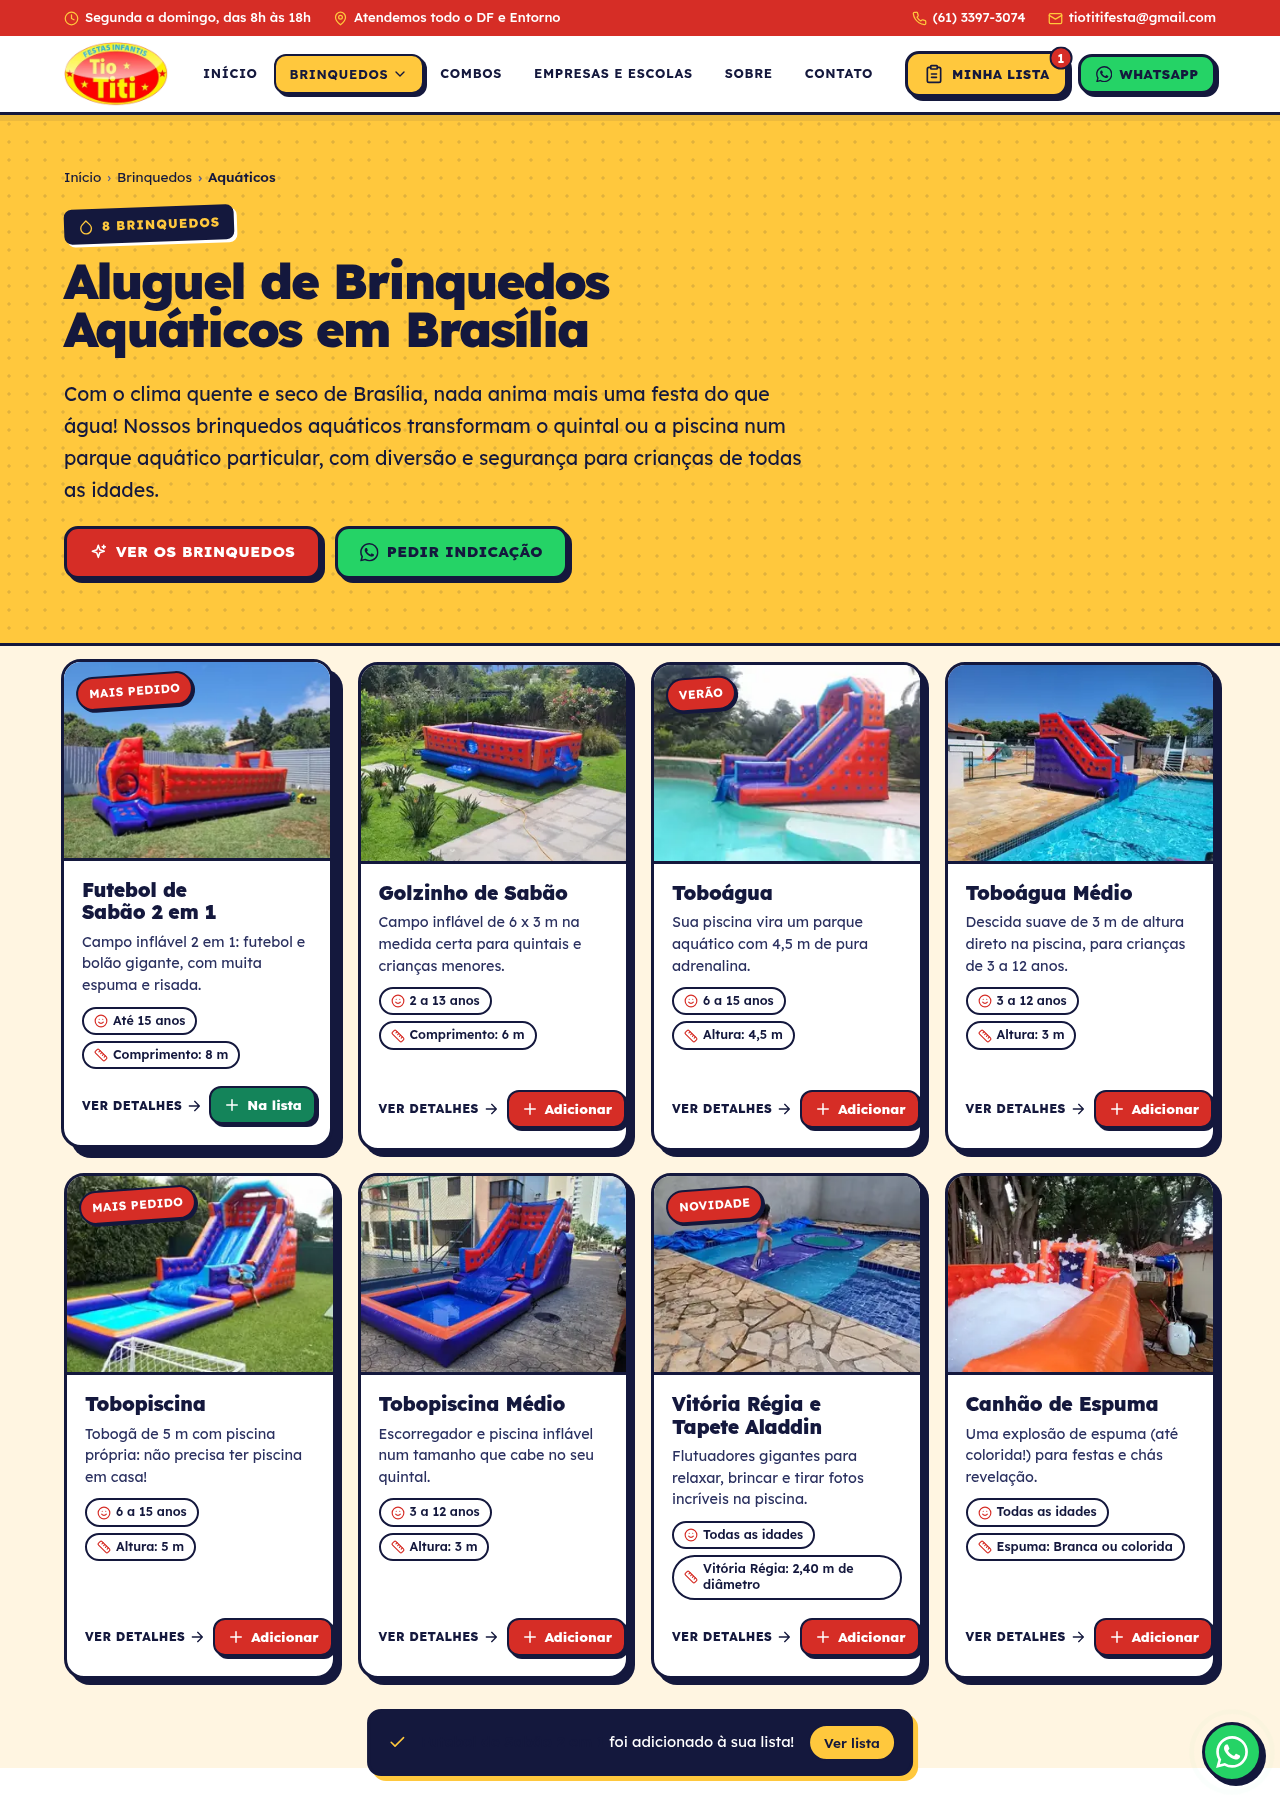 Segunda a domingo, das 8h às 18h
Atendemos todo o DF e Entorno
(61) 3397-3074
tiotitifesta@gmail.com
FESTAS INFANTIS
Tio
Titi
INÍCIO
BRINQUEDOS
COMBOS
EMPRESAS E ESCOLAS
SOBRE
CONTATO
MINHA LISTA
1
WHATSAPP
Início › Brinquedos › Aquáticos
8 BRINQUEDOS
Aluguel de Brinquedos
Aquáticos em Brasília
Com o clima quente e seco de Brasília, nada anima mais uma festa do que
água! Nossos brinquedos aquáticos transformam o quintal ou a piscina num
parque aquático particular, com diversão e segurança para crianças de todas
as idades.
VER OS BRINQUEDOS
PEDIR INDICAÇÃO
MAIS PEDIDO
Futebol de
Sabão 2 em 1
Campo inflável 2 em 1: futebol e
bolão gigante, com muita
espuma e risada.
Até 15 anos
Comprimento: 8 m
VER DETALHES
Na lista
Golzinho de Sabão
Campo inflável de 6 x 3 m na
medida certa para quintais e
crianças menores.
2 a 13 anos
Comprimento: 6 m
VER DETALHES
Adicionar
VERÃO
Toboágua
Sua piscina vira um parque
aquático com 4,5 m de pura
adrenalina.
6 a 15 anos
Altura: 4,5 m
VER DETALHES
Adicionar
Toboágua Médio
Descida suave de 3 m de altura
direto na piscina, para crianças
de 3 a 12 anos.
3 a 12 anos
Altura: 3 m
VER DETALHES
Adicionar
MAIS PEDIDO
Tobopiscina
Tobogã de 5 m com piscina
própria: não precisa ter piscina
em casa!
6 a 15 anos
Altura: 5 m
VER DETALHES
Adicionar
Tobopiscina Médio
Escorregador e piscina inflável
num tamanho que cabe no seu
quintal.
3 a 12 anos
Altura: 3 m
VER DETALHES
Adicionar
NOVIDADE
Vitória Régia e
Tapete Aladdin
Flutuadores gigantes para
relaxar, brincar e tirar fotos
incríveis na piscina.
Todas as idades
Vitória Régia: 2,40 m de
diâmetro
VER DETALHES
Adicionar
Canhão de Espuma
Uma explosão de espuma (até
colorida!) para festas e chás
revelação.
Todas as idades
Espuma: Branca ou colorida
VER DETALHES
Adicionar
foi adicionado à sua lista!
Ver lista